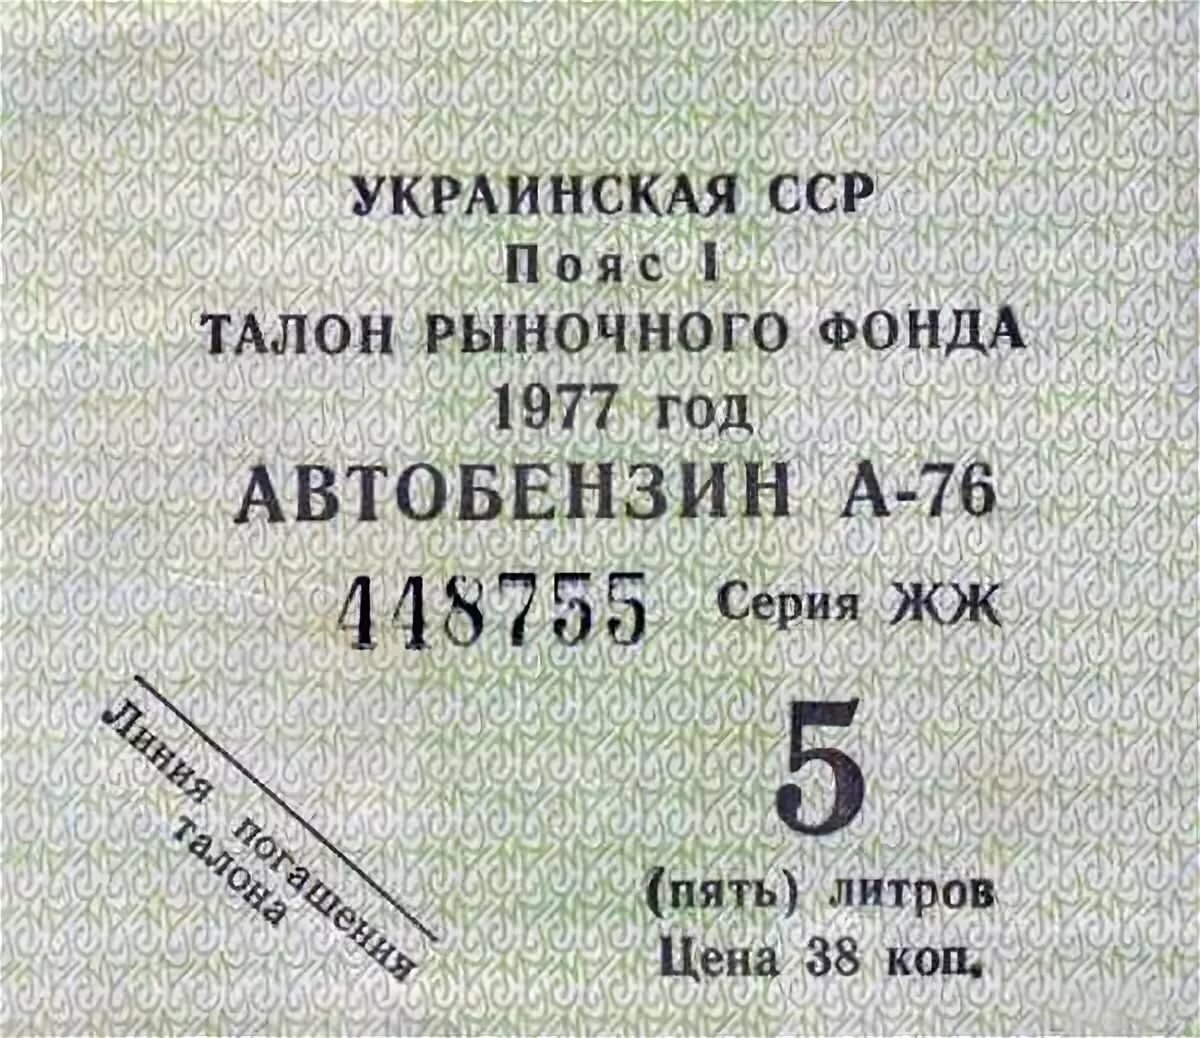 УКРАИНСКАЯ ССР
Пояс I
ТАЛОН РЫНОЧНОГО ФОНДА
1977 год
АВТОБЕНЗИН А-76
448755 Серия ЖЖ
5
(пять) литров
Цена 38 коп.
Линия погашения
талона